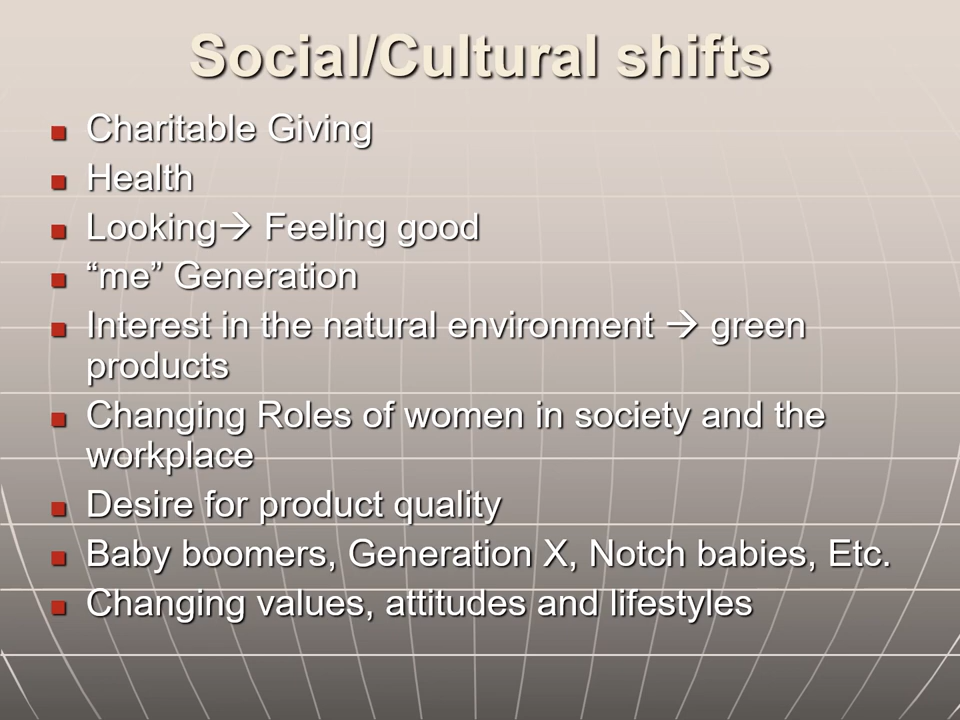 Social/Cultural shifts
■ Charitable Giving
■ Health
■ Looking→ Feeling good
■ “me” Generation
■ Interest in the natural environment → green
products
■ Changing Roles of women in society and the
workplace
■ Desire for product quality
■ Baby boomers, Generation X, Notch babies, Etc.
■ Changing values, attitudes and lifestyles